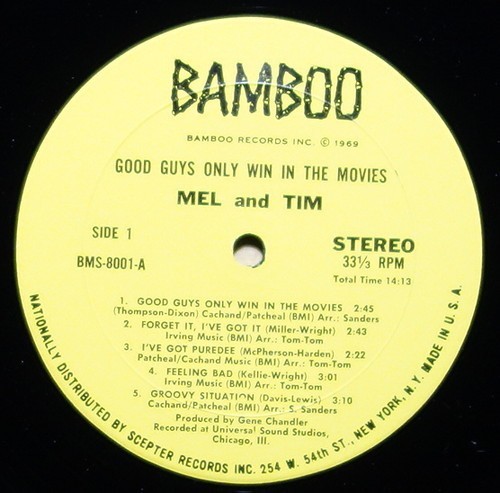 BAMBOO
BAMBOO RECORDS INC. © 1969
GOOD GUYS ONLY WIN IN THE MOVIES
MEL and TIM
SIDE 1
BMS-8001-A
STEREO
33⅓ RPM
Total Time 14:13
1. GOOD GUYS ONLY WIN IN THE MOVIES 2:45
(Thompson-Dixon) Cachand/Patcheal (BMI) Arr.: Sanders
2. FORGET IT, I'VE GOT IT (Miller-Wright) 2:43
Irving Music (BMI) Arr.: Tom-Tom
3. I'VE GOT PUREDEE (McPherson-Harden) 2:22
Patcheal/Cachand Music (BMI) Arr.: Tom-Tom
4. FEELING BAD (Kellie-Wright) 3:01
Irving Music (BMI) Arr.: Tom-Tom
5. GROOVY SITUATION (Davis-Lewis) 3:10
Cachand/Patcheal (BMI) Arr.: S. Sanders
Produced by Gene Chandler
Recorded at Universal Sound Studios,
Chicago, Ill.
NATIONALLY DISTRIBUTED BY SCEPTER RECORDS INC. 254 W. 54th ST., NEW YORK, N.Y. MADE IN U.S.A.